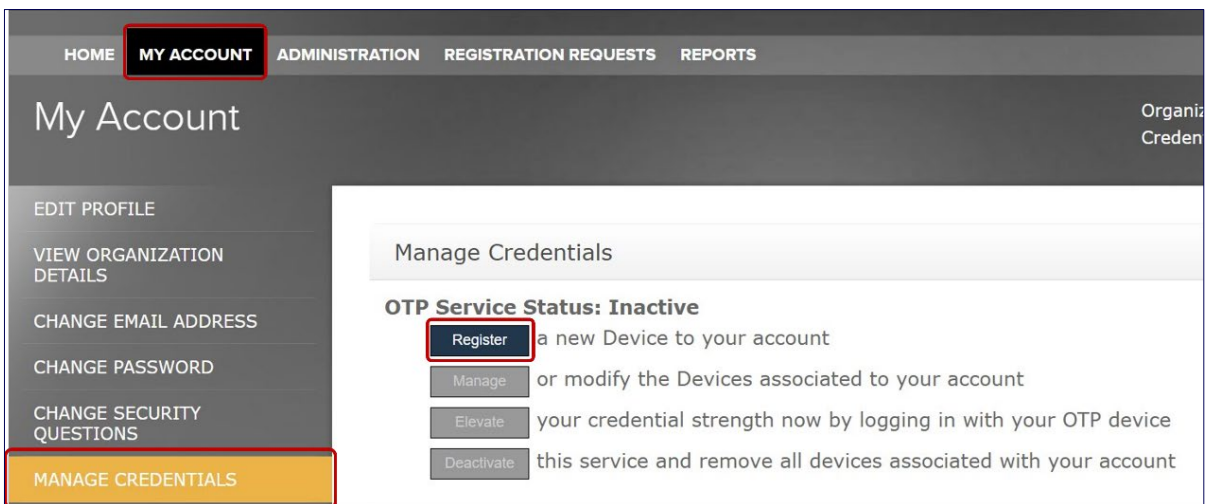 HOME MY ACCOUNT ADMINISTRATION REGISTRATION REQUESTS REPORTS
My Account
EDIT PROFILE
VIEW ORGANIZATION
DETAILS
CHANGE EMAIL ADDRESS
CHANGE PASSWORD
CHANGE SECURITY
QUESTIONS
MANAGE CREDENTIALS
Organiz
Creden
Manage Credentials
OTP Service Status: Inactive
Register a new Device to your account
Manage or modify the Devices associated to your account
Elevate your credential strength now by logging in with your OTP device
Deactivate this service and remove all devices associated with your account